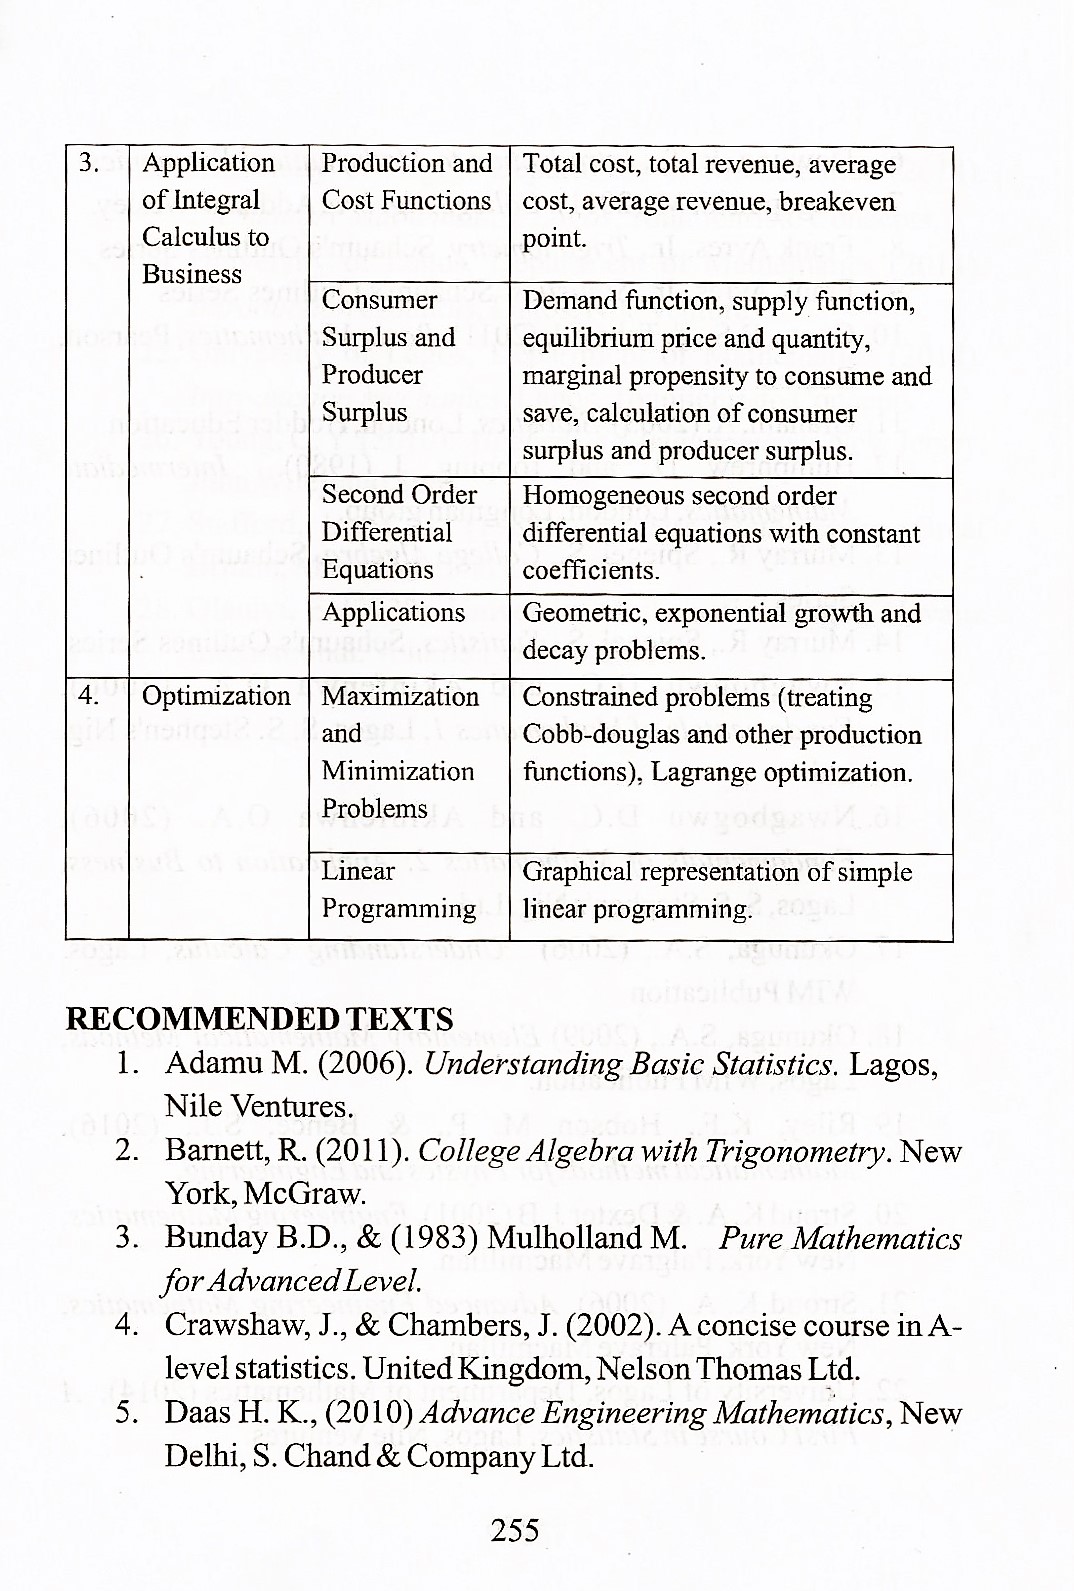 3. Application Production and Total cost, total revenue, average
of Integral Cost Functions cost, average revenue, breakeven
Calculus to point.
Business
Consumer Demand function, supply function,
Surplus and equilibrium price and quantity,
Producer marginal propensity to consume and
Surplus save, calculation of consumer
surplus and producer surplus.
Second Order Homogeneous second order
Differential differential equations with constant
Equations coefficients.
Applications Geometric, exponential growth and
decay problems.
4. Optimization Maximization Constrained problems (treating
and Cobb-douglas and other production
Minimization functions), Lagrange optimization.
Problems
Linear Graphical representation of simple
Programming linear programming.
RECOMMENDED TEXTS
1. Adamu M. (2006). Understanding Basic Statistics. Lagos,
Nile Ventures.
2. Barnett, R. (2011). College Algebra with Trigonometry. New
York, McGraw.
3. Bunday B.D., & (1983) Mulholland M. Pure Mathematics
for Advanced Level.
4. Crawshaw, J., & Chambers, J. (2002). A concise course in A-
level statistics. United Kingdom, Nelson Thomas Ltd.
5. Daas H. K., (2010) Advance Engineering Mathematics, New
Delhi, S. Chand & Company Ltd.
255